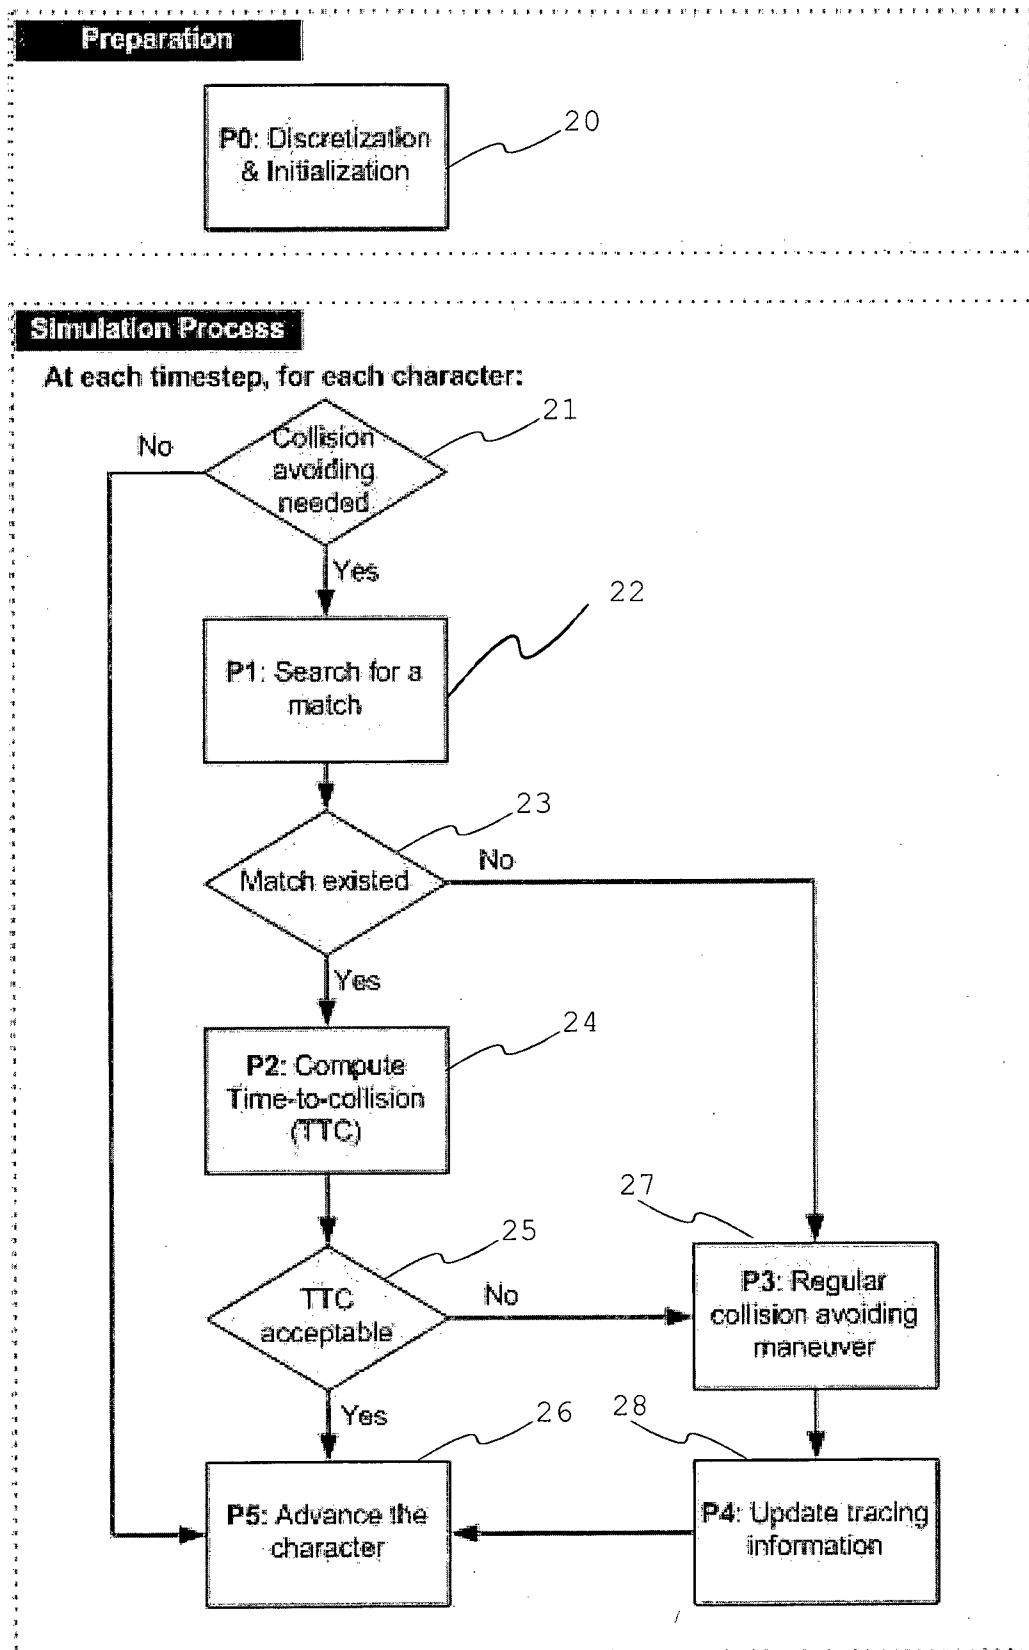 Preparation
P0: Discretization
& Initialization
20
Simulation Process
At each timestep, for each character:
21
No
Collision
avoiding
needed
Yes
22
P1: Search for a
match
23
No
Match existed
Yes
24
P2: Compute
Time-to-collision
(TTC)
27
25
No
TTC
acceptable
P3: Regular
collision avoiding
maneuver
Yes
26
28
P5: Advance the
character
P4: Update tracing
information